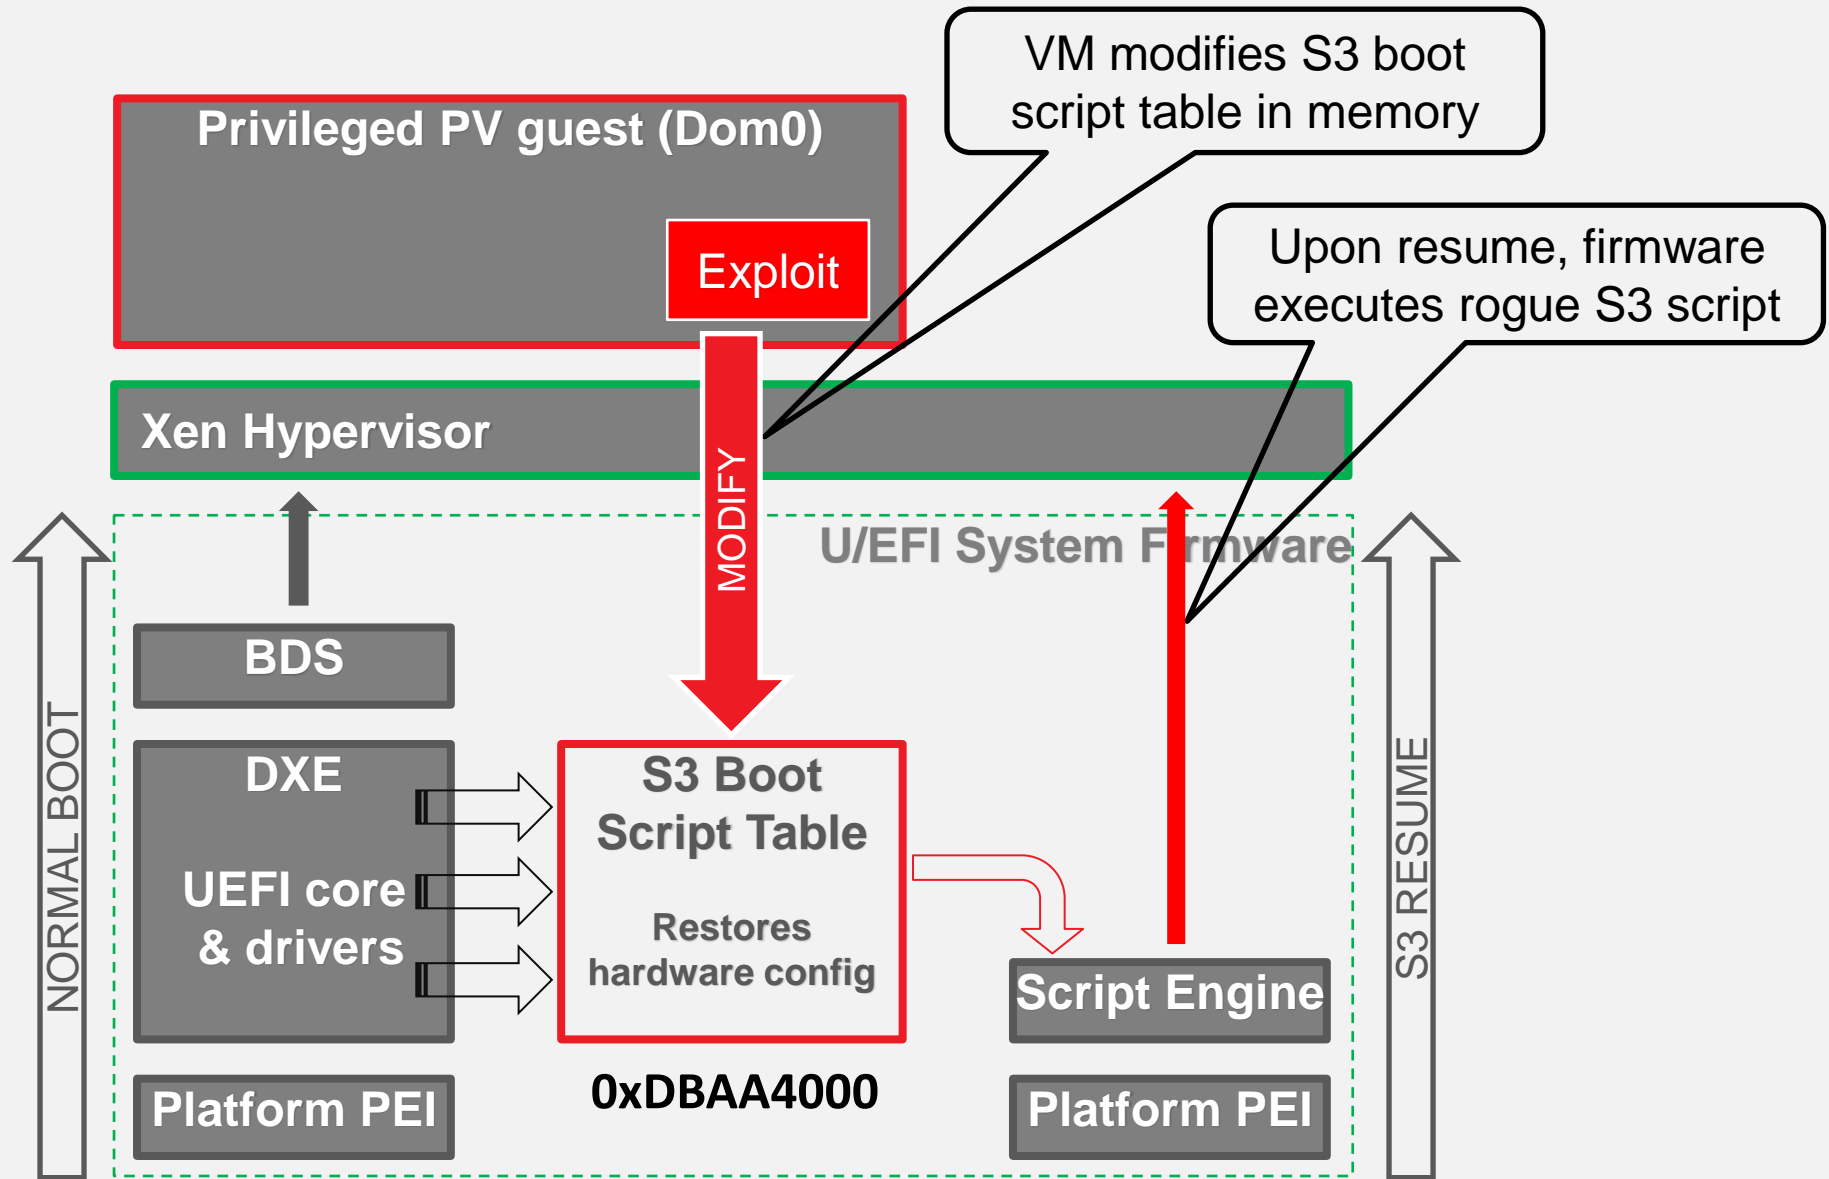 VM modifies S3 boot
script table in memory
Privileged PV guest (Dom0)
Upon resume, firmware
executes rogue S3 script
Exploit
Xen Hypervisor
MODIFY
U/EFI System Firmware
BDS
NORMAL BOOT
S3 RESUME
DXE
UEFI core
& drivers
S3 Boot
Script Table
Restores
hardware config
Script Engine
0xDBAA4000
Platform PEI
Platform PEI